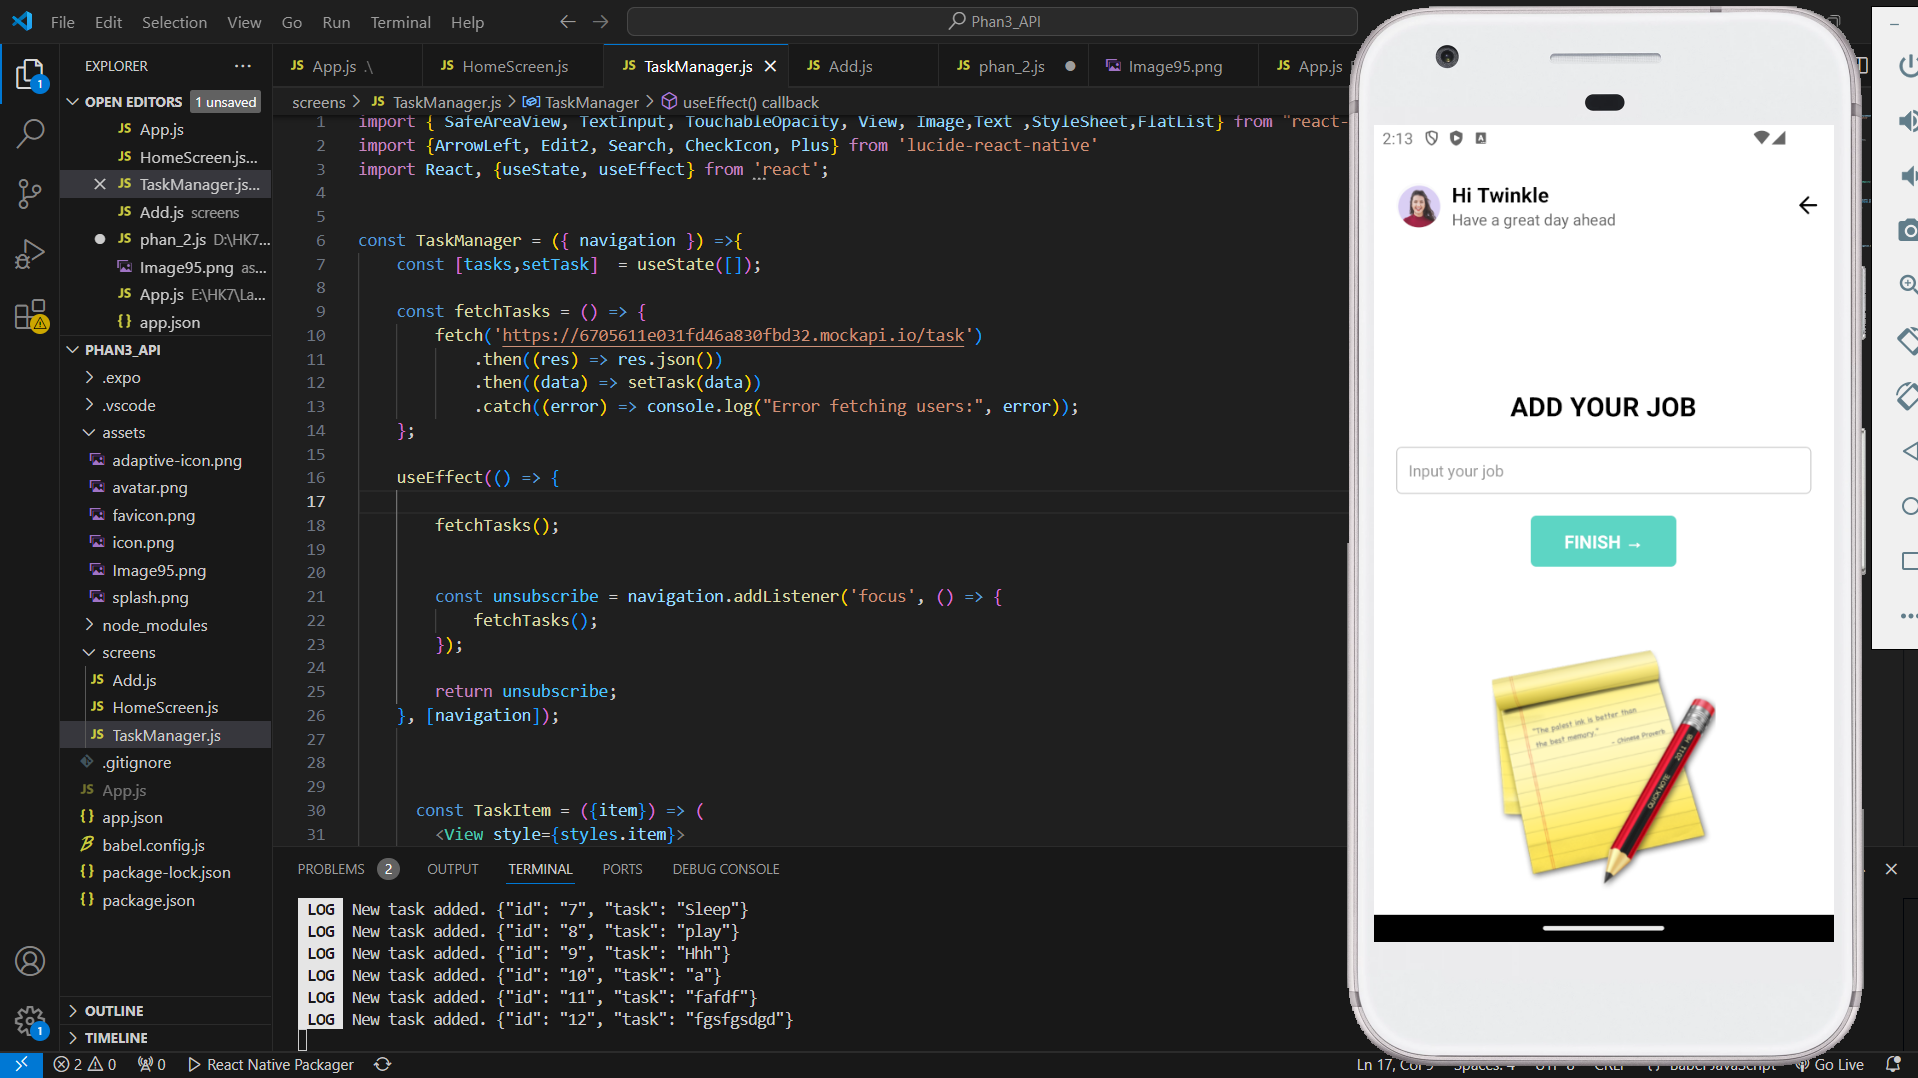 File Edit Selection View Go Run Terminal Help
Phan3_API
EXPLORER
OPEN EDITORS 1 unsaved
JS App.js
JS HomeScreen.js...
JS TaskManager.js...
JS Add.js screens
JS phan_2.js D:\HK7...
Image95.png as...
JS App.js E:\HK7\La...
{} app.json
PHAN3_API
.expo
.vscode
assets
adaptive-icon.png
avatar.png
favicon.png
icon.png
Image95.png
splash.png
node_modules
screens
JS Add.js
JS HomeScreen.js
JS TaskManager.js
.gitignore
JS App.js
{} app.json
babel.config.js
{} package-lock.json
{} package.json
OUTLINE
TIMELINE
JS App.js .\
JS HomeScreen.js
JS TaskManager.js
JS Add.js
JS phan_2.js
Image95.png
JS App.js
screens > JS TaskManager.js > TaskManager > useEffect() callback
1 import { SafeAreaView, TextInput, TouchableOpacity, View, Image,Text ,StyleSheet,FlatList} from "react-
2 import {ArrowLeft, Edit2, Search, CheckIcon, Plus} from 'lucide-react-native'
3 import React, {useState, useEffect} from 'react';
4
5
6 const TaskManager = ({ navigation }) =>{
7 const [tasks,setTask] = useState([]);
8
9 const fetchTasks = () => {
10 fetch('https://6705611e031fd46a830fbd32.mockapi.io/task')
11 .then((res) => res.json())
12 .then((data) => setTask(data))
13 .catch((error) => console.log("Error fetching users:", error));
14 };
15
16 useEffect(() => {
17
18 fetchTasks();
19
20
21 const unsubscribe = navigation.addListener('focus', () => {
22 fetchTasks();
23 });
24
25 return unsubscribe;
26 }, [navigation]);
27
28
29
30 const TaskItem = ({item}) => (
31 <View style={styles.item}>
PROBLEMS 2 OUTPUT TERMINAL PORTS DEBUG CONSOLE
LOG New task added. {"id": "7", "task": "Sleep"}
LOG New task added. {"id": "8", "task": "play"}
LOG New task added. {"id": "9", "task": "Hhh"}
LOG New task added. {"id": "10", "task": "a"}
LOG New task added. {"id": "11", "task": "fafdf"}
LOG New task added. {"id": "12", "task": "fgsfgsdgd"}
2 0 0 React Native Packager
Ln 17, Col 9 Spaces: 4 UTF-8 CRLF {} Babel JavaScript Go Live
2:13
Hi Twinkle
Have a great day ahead
ADD YOUR JOB
Input your job
FINISH →
"The palest ink is better than
the best memory."
- Chinese Proverb
QUICK NOTE 2011 HB